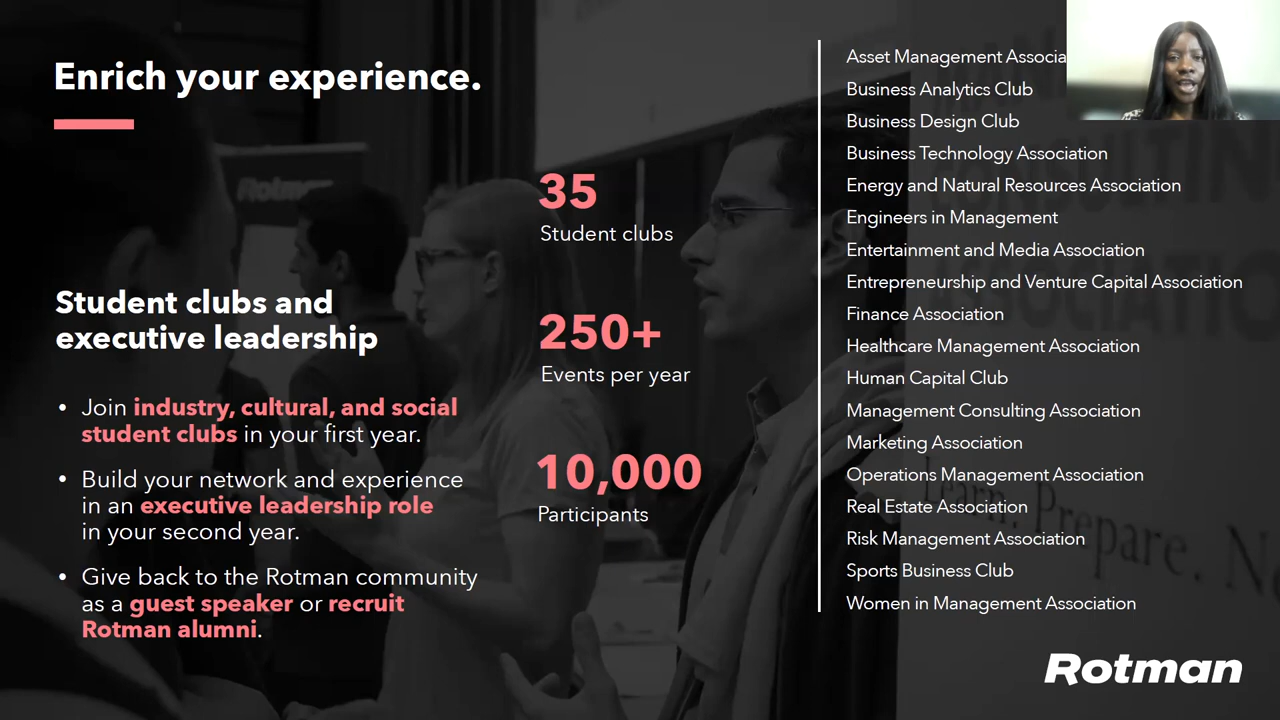 Enrich your experience.
Student clubs and
executive leadership
• Join industry, cultural, and social
student clubs in your first year.
• Build your network and experience
in an executive leadership role
in your second year.
• Give back to the Rotman community
as a guest speaker or recruit
Rotman alumni.
35
Student clubs
250+
Events per year
10,000
Participants
Asset Management
Business Analytics Club
Business Design Club
Business Technology Association
Energy and Natural Resources Association
Engineers in Management
Entertainment and Media Association
Entrepreneurship and Venture Capital Association
Finance Association
Healthcare Management Association
Human Capital Club
Management Consulting Association
Marketing Association
Operations Management Association
Real Estate Association
Risk Management Association
Sports Business Club
Women in Management Association
Learn. Prepare.
Rotman